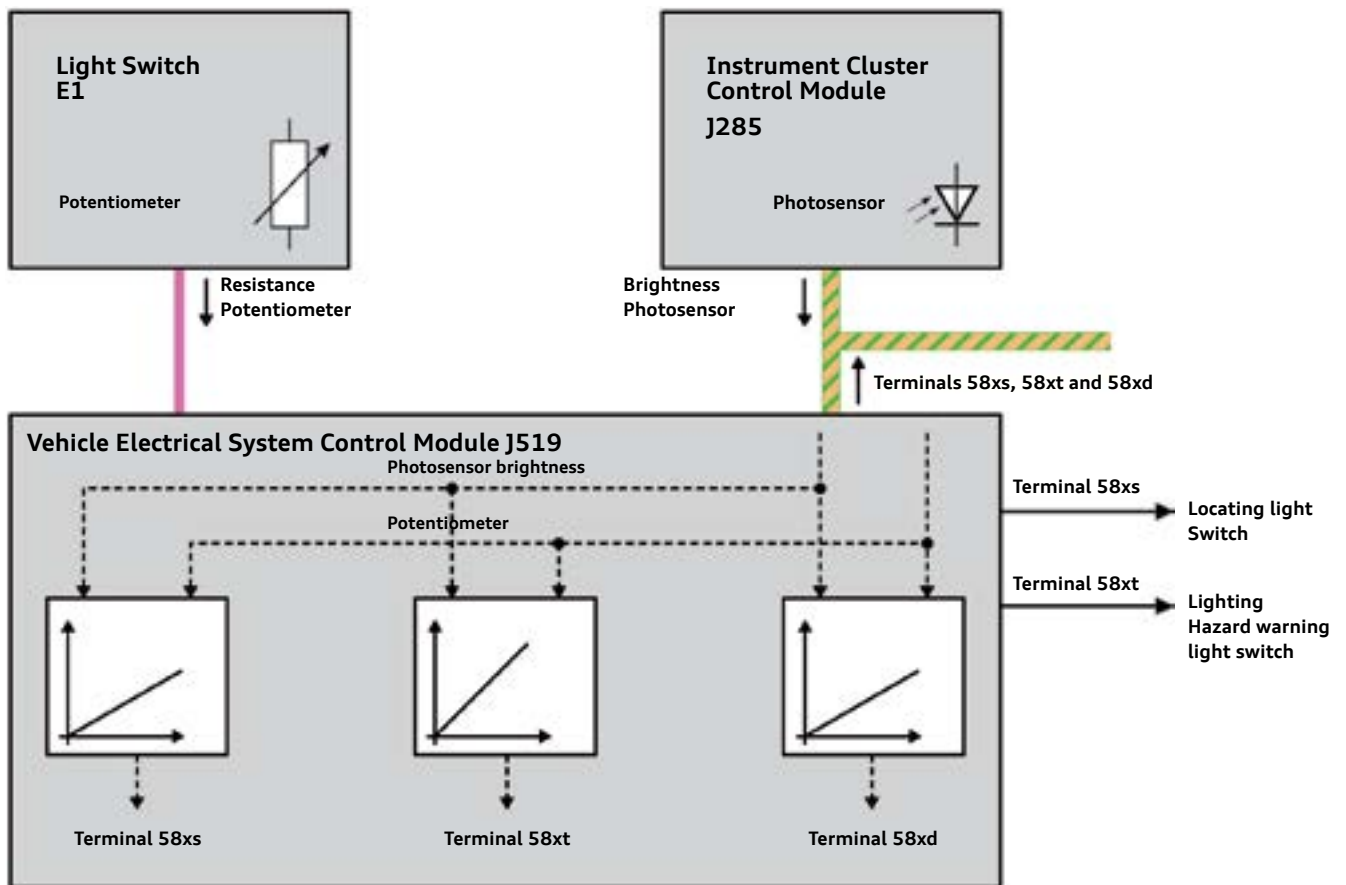 Light Switch
E1
Potentiometer
Instrument Cluster
Control Module
J285
Photosensor
Resistance
Potentiometer
Brightness
Photosensor
Terminals 58xs, 58xt and 58xd
Vehicle Electrical System Control Module J519
Photosensor brightness
Potentiometer
Terminal 58xs
Locating light
Switch
Terminal 58xt
Lighting
Hazard warning
light switch
Terminal 58xs
Terminal 58xt
Terminal 58xd